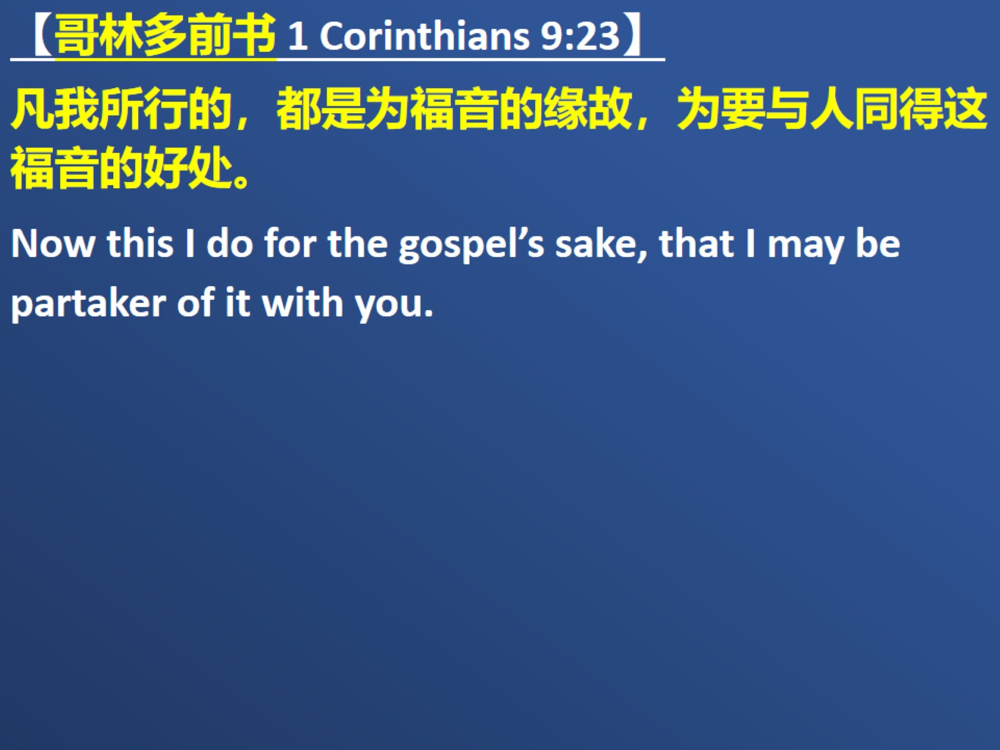 【哥林多前书 1 Corinthians 9:23】
凡我所行的，都是为福音的缘故，为要与人同得这
福音的好处。
Now this I do for the gospel’s sake, that I may be
partaker of it with you.